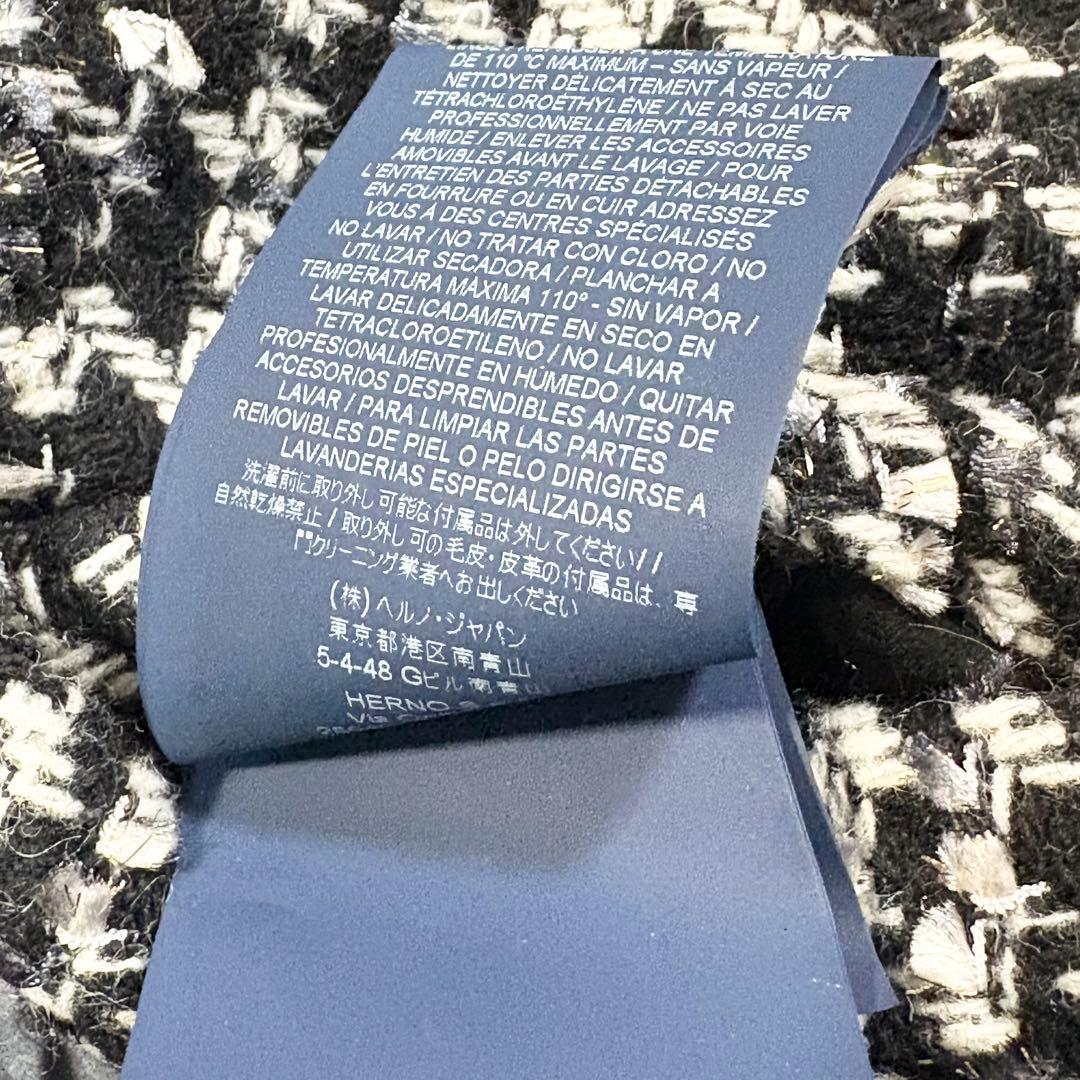 DE 110 °C MAXIMUM – SANS VAPEUR /
NETTOYER DÉLICATEMENT À SEC AU
TÉTRACHLOROÉTHYLÈNE / NE PAS LAVER
PROFESSIONNELLEMENT PAR VOIE
HUMIDE / ENLEVER LES ACCESSOIRES
AMOVIBLES AVANT LE LAVAGE / POUR
L'ENTRETIEN DES PARTIES DÉTACHABLES
EN FOURRURE OU EN CUIR ADRESSEZ
VOUS À DES CENTRES SPÉCIALISÉS
NO LAVAR / NO TRATAR CON CLORO / NO
UTILIZAR SECADORA / PLANCHAR A
TEMPERATURA MÁXIMA 110° - SIN VAPOR /
LAVAR DELICADAMENTE EN SECO EN
TETRACLOROETILENO / NO LAVAR
PROFESIONALMENTE EN HÚMEDO / QUITAR
ACCESORIOS DESPRENDIBLES ANTES DE
LAVAR / PARA LIMPIAR LAS PARTES
REMOVIBLES DE PIEL O PELO DIRIGIRSE A
LAVANDERIAS ESPECIALIZADAS
洗濯前に取り外し可能な付属品は外してください/ /
自然乾燥禁止 / 取り外し可の毛皮・皮革の付属品は、専
門クリーニング業者へお出しください
(株) ヘルノ・ジャパン
東京都港区南青山
5-4-48 Gビル南青山
HERNO
Via